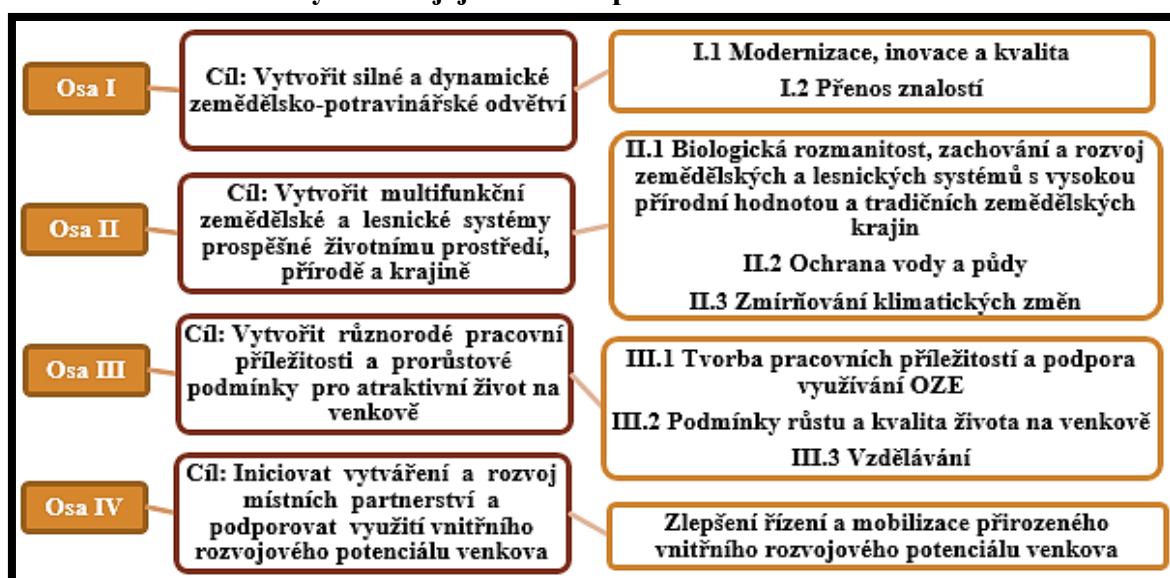 Osa I
Cíl: Vytvořit silné a dynamické
zemědělsko-potravinářské odvětví
I.1 Modernizace, inovace a kvalita
I.2 Přenos znalostí
Osa II
Cíl: Vytvořit multifunkční
zemědělské a lesnické systémy
prospěšné životnímu prostředí,
přírodě a krajině
II.1 Biologická rozmanitost, zachování a rozvoj
zemědělských a lesnických systémů s vysokou
přírodní hodnotou a tradičních zemědělských
krajin
II.2 Ochrana vody a půdy
II.3 Zmírňování klimatických změn
Osa III
Cíl: Vytvořit různorodé pracovní
příležitosti a prorůstové
podmínky pro atraktivní život na
venkově
III.1 Tvorba pracovních příležitostí a podpora
využívání OZE
III.2 Podmínky růstu a kvalita života na venkově
III.3 Vzdělávání
Osa IV
Cíl: Iniciovat vytváření a rozvoj
místních partnerství a
podporovat využití vnitřního
rozvojového potenciálu venkova
Zlepšení řízení a mobilizace přirozeného
vnitřního rozvojového potenciálu venkova